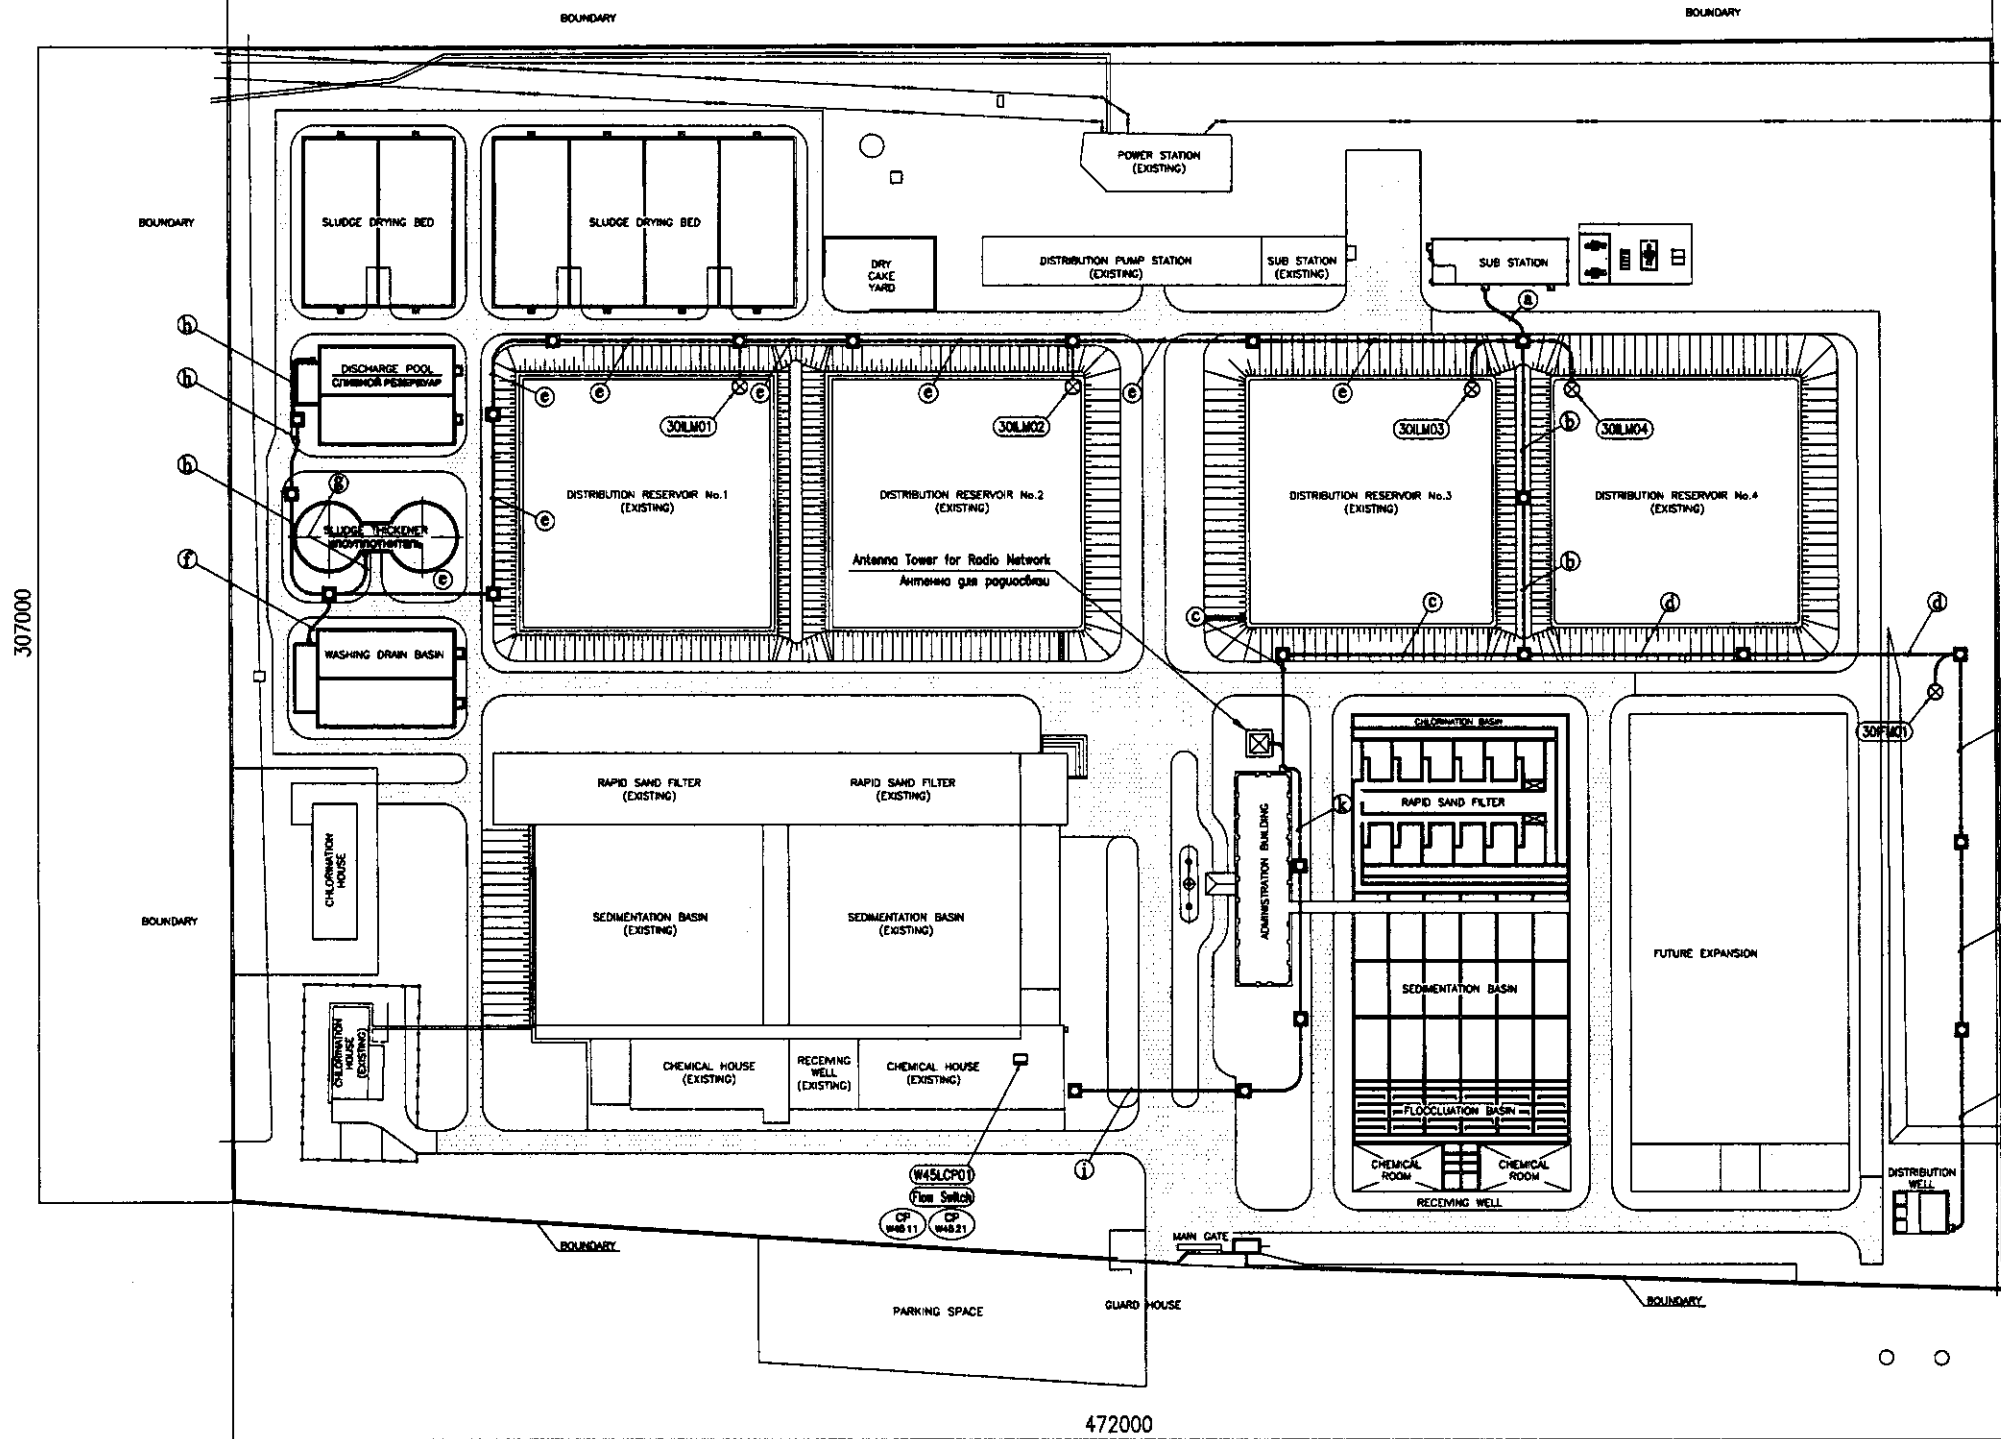 BOUNDARY
BOUNDARY
POWER STATION
(EXISTING)
BOUNDARY
SLUDGE DRYING BED
SLUDGE DRYING BED
DRY
CAKE
YARD
DISTRIBUTION PUMP STATION
(EXISTING)
SUB STATION
(EXISTING)
SUB STATION
a
h
DISCHARGE POOL
СЛИВНОЙ РЕЗЕРВУАР
h
e
e
e
e
e
e
30ILM01
30ILM02
30ILM03
30ILM04
b
h
g
DISTRIBUTION RESERVOIR No.1
(EXISTING)
DISTRIBUTION RESERVOIR No.2
(EXISTING)
DISTRIBUTION RESERVOIR No.3
(EXISTING)
DISTRIBUTION RESERVOIR No.4
(EXISTING)
e
SLUDGE THICKENER
f
e
Antenna Tower for Radio Network
Антенна для радиосвязи
b
c
c
d
d
307000
WASHING DRAIN BASIN
30IFM01
CHLORINATION BASIN
RAPID SAND FILTER
(EXISTING)
RAPID SAND FILTER
(EXISTING)
k
RAPID SAND FILTER
CHLORINATION
HOUSE
ADMINISTRATION BUILDING
BOUNDARY
SEDIMENTATION BASIN
(EXISTING)
SEDIMENTATION BASIN
(EXISTING)
FUTURE EXPANSION
SEDIMENTATION BASIN
CHLORINATION
HOUSE
(EXISTING)
CHEMICAL HOUSE
(EXISTING)
RECEIVING
WELL
(EXISTING)
CHEMICAL HOUSE
(EXISTING)
FLOCCLUATION BASIN
W45LCP01
Flow Switch
CP
W4511
CP
W4521
i
CHEMICAL
ROOM
CHEMICAL
ROOM
RECEIVING WELL
DISTRIBUTION
WELL
BOUNDARY
MAIN GATE
PARKING SPACE
GUARD HOUSE
BOUNDARY
472000